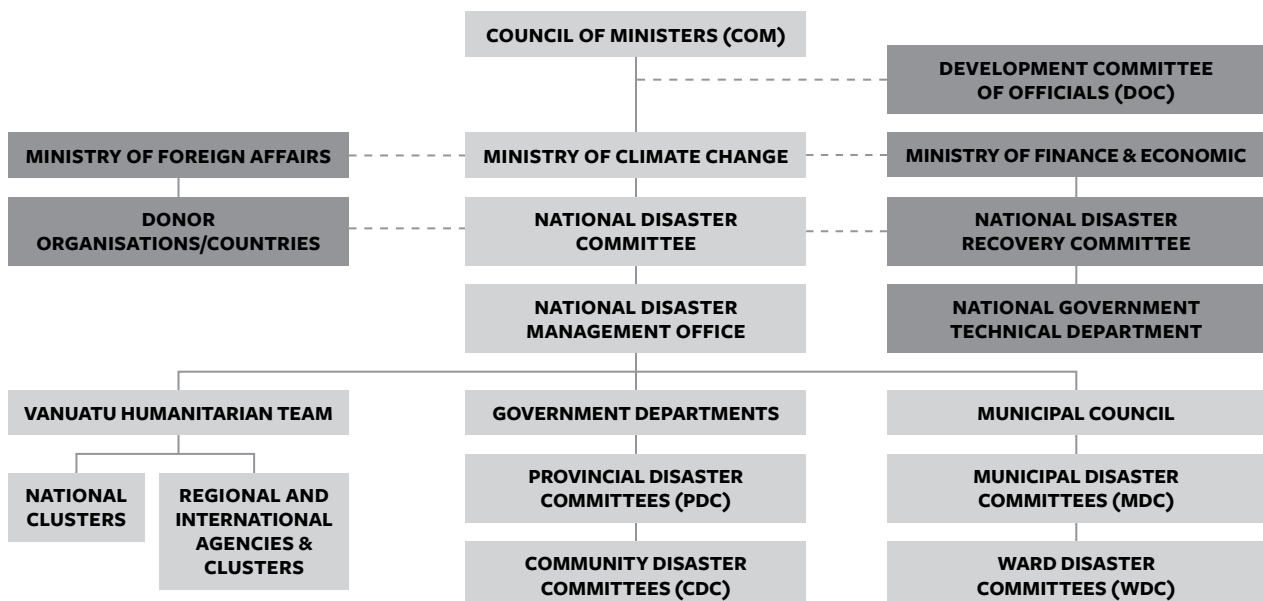 COUNCIL OF MINISTERS (COM)
DEVELOPMENT COMMITTEE
OF OFFICIALS (DOC)
MINISTRY OF FOREIGN AFFAIRS
MINISTRY OF CLIMATE CHANGE
MINISTRY OF FINANCE & ECONOMIC
DONOR
ORGANISATIONS/COUNTRIES
NATIONAL DISASTER
COMMITTEE
NATIONAL DISASTER
RECOVERY COMMITTEE
NATIONAL DISASTER
MANAGEMENT OFFICE
NATIONAL GOVERNMENT
TECHNICAL DEPARTMENT
VANUATU HUMANITARIAN TEAM
GOVERNMENT DEPARTMENTS
MUNICIPAL COUNCIL
NATIONAL
CLUSTERS
REGIONAL AND
INTERNATIONAL
AGENCIES &
CLUSTERS
PROVINCIAL DISASTER
COMMITTEES (PDC)
MUNICIPAL DISASTER
COMMITTEES (MDC)
COMMUNITY DISASTER
COMMITTEES (CDC)
WARD DISASTER
COMMITTEES (WDC)